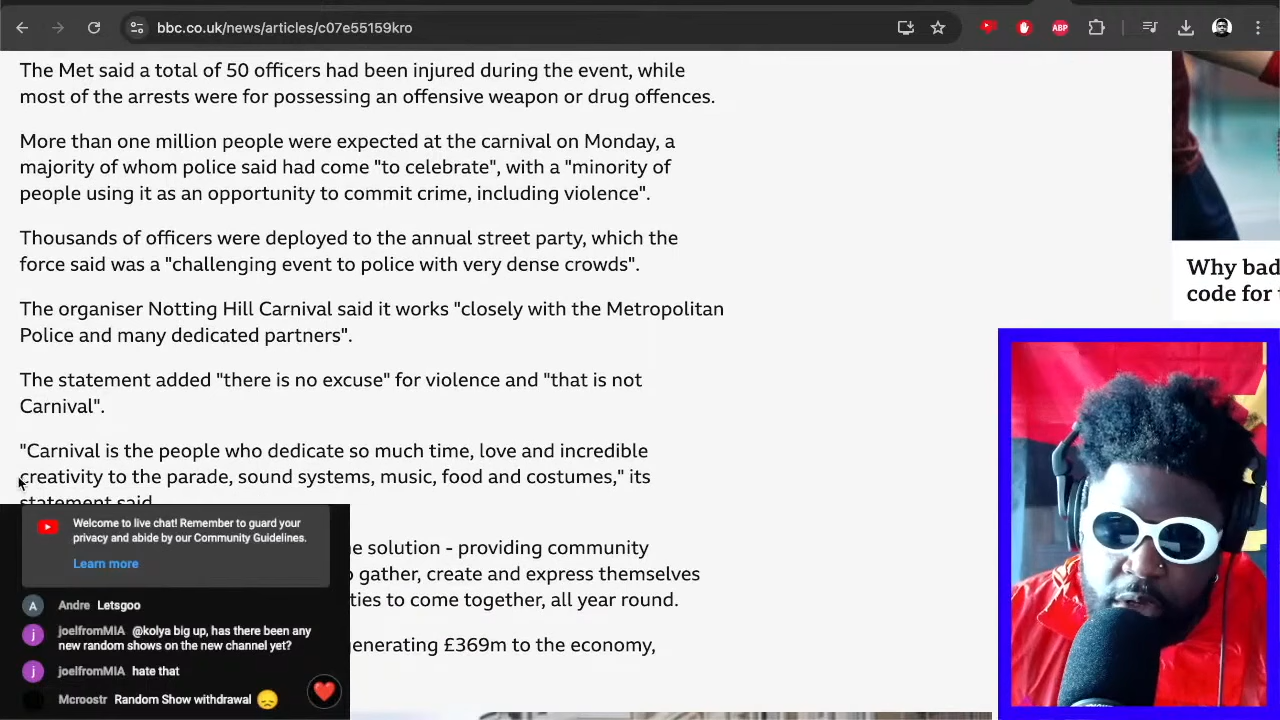 bbc.co.uk/news/articles/c07e55159kro
ABP
The Met said a total of 50 officers had been injured during the event, while
most of the arrests were for possessing an offensive weapon or drug offences.
More than one million people were expected at the carnival on Monday, a
majority of whom police said had come "to celebrate", with a "minority of
people using it as an opportunity to commit crime, including violence".
Thousands of officers were deployed to the annual street party, which the
force said was a "challenging event to police with very dense crowds".
The organiser Notting Hill Carnival said it works "closely with the Metropolitan
Police and many dedicated partners".
The statement added "there is no excuse" for violence and "that is not
Carnival".
"Carnival is the people who dedicate so much time, love and incredible
creativity to the parade, sound systems, music, food and costumes," its
statement said
solution - providing community
gather, create and express themselves
ties to come together, all year round.
enerating £369m to the economy,
Why bad
code for
Welcome to live chat! Remember to guard your
privacy and abide by our Community Guidelines.
Learn more
A Andre Letsgoo
j joelfromMIA @kolya big up, has there been any
new random shows on the new channel yet?
j joelfromMIA hate that
Mcroostr Random Show withdrawal 😞